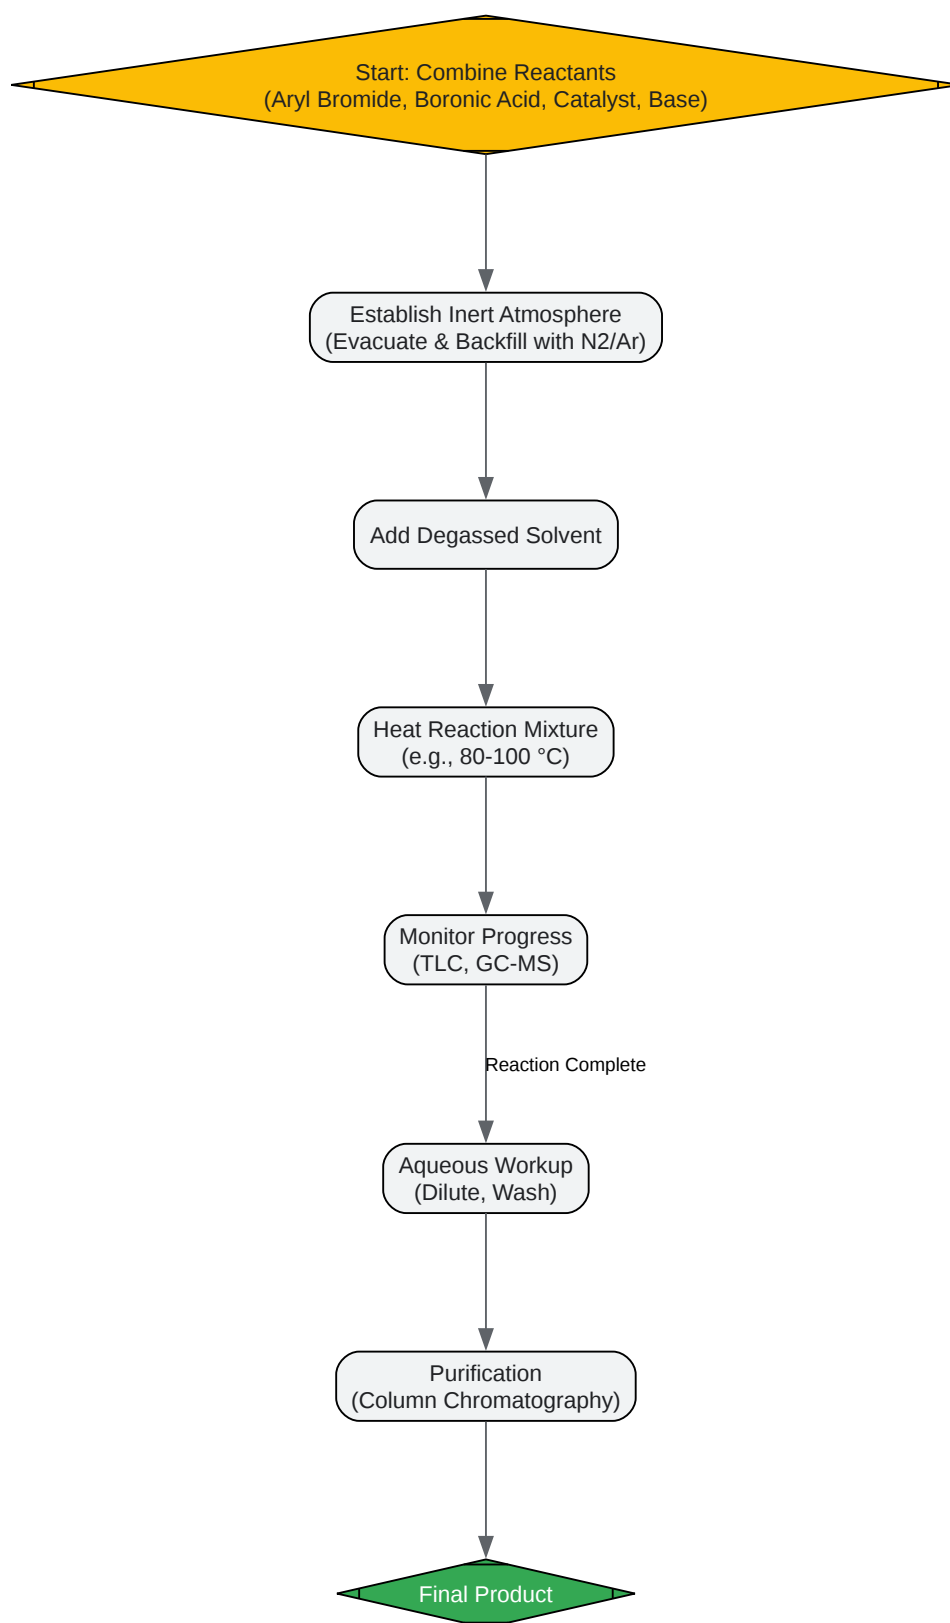 Start: Combine Reactants
(Aryl Bromide, Boronic Acid, Catalyst, Base)
Establish Inert Atmosphere
(Evacuate & Backfill with N2/Ar)
Add Degassed Solvent
Heat Reaction Mixture
(e.g., 80-100 °C)
Monitor Progress
(TLC, GC-MS)
Reaction Complete
Aqueous Workup
(Dilute, Wash)
Purification
(Column Chromatography)
Final Product